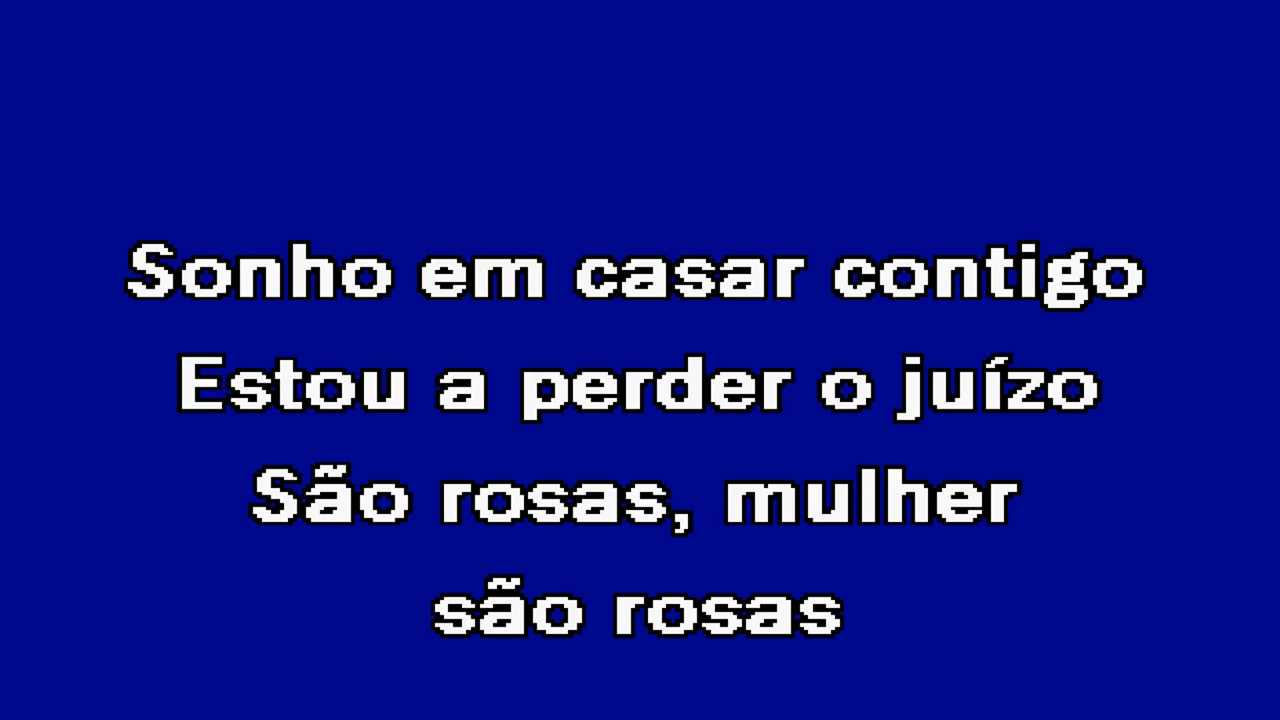 Sonho em casar contigo
Estou a perder o juízo
São rosas, mulher
são rosas